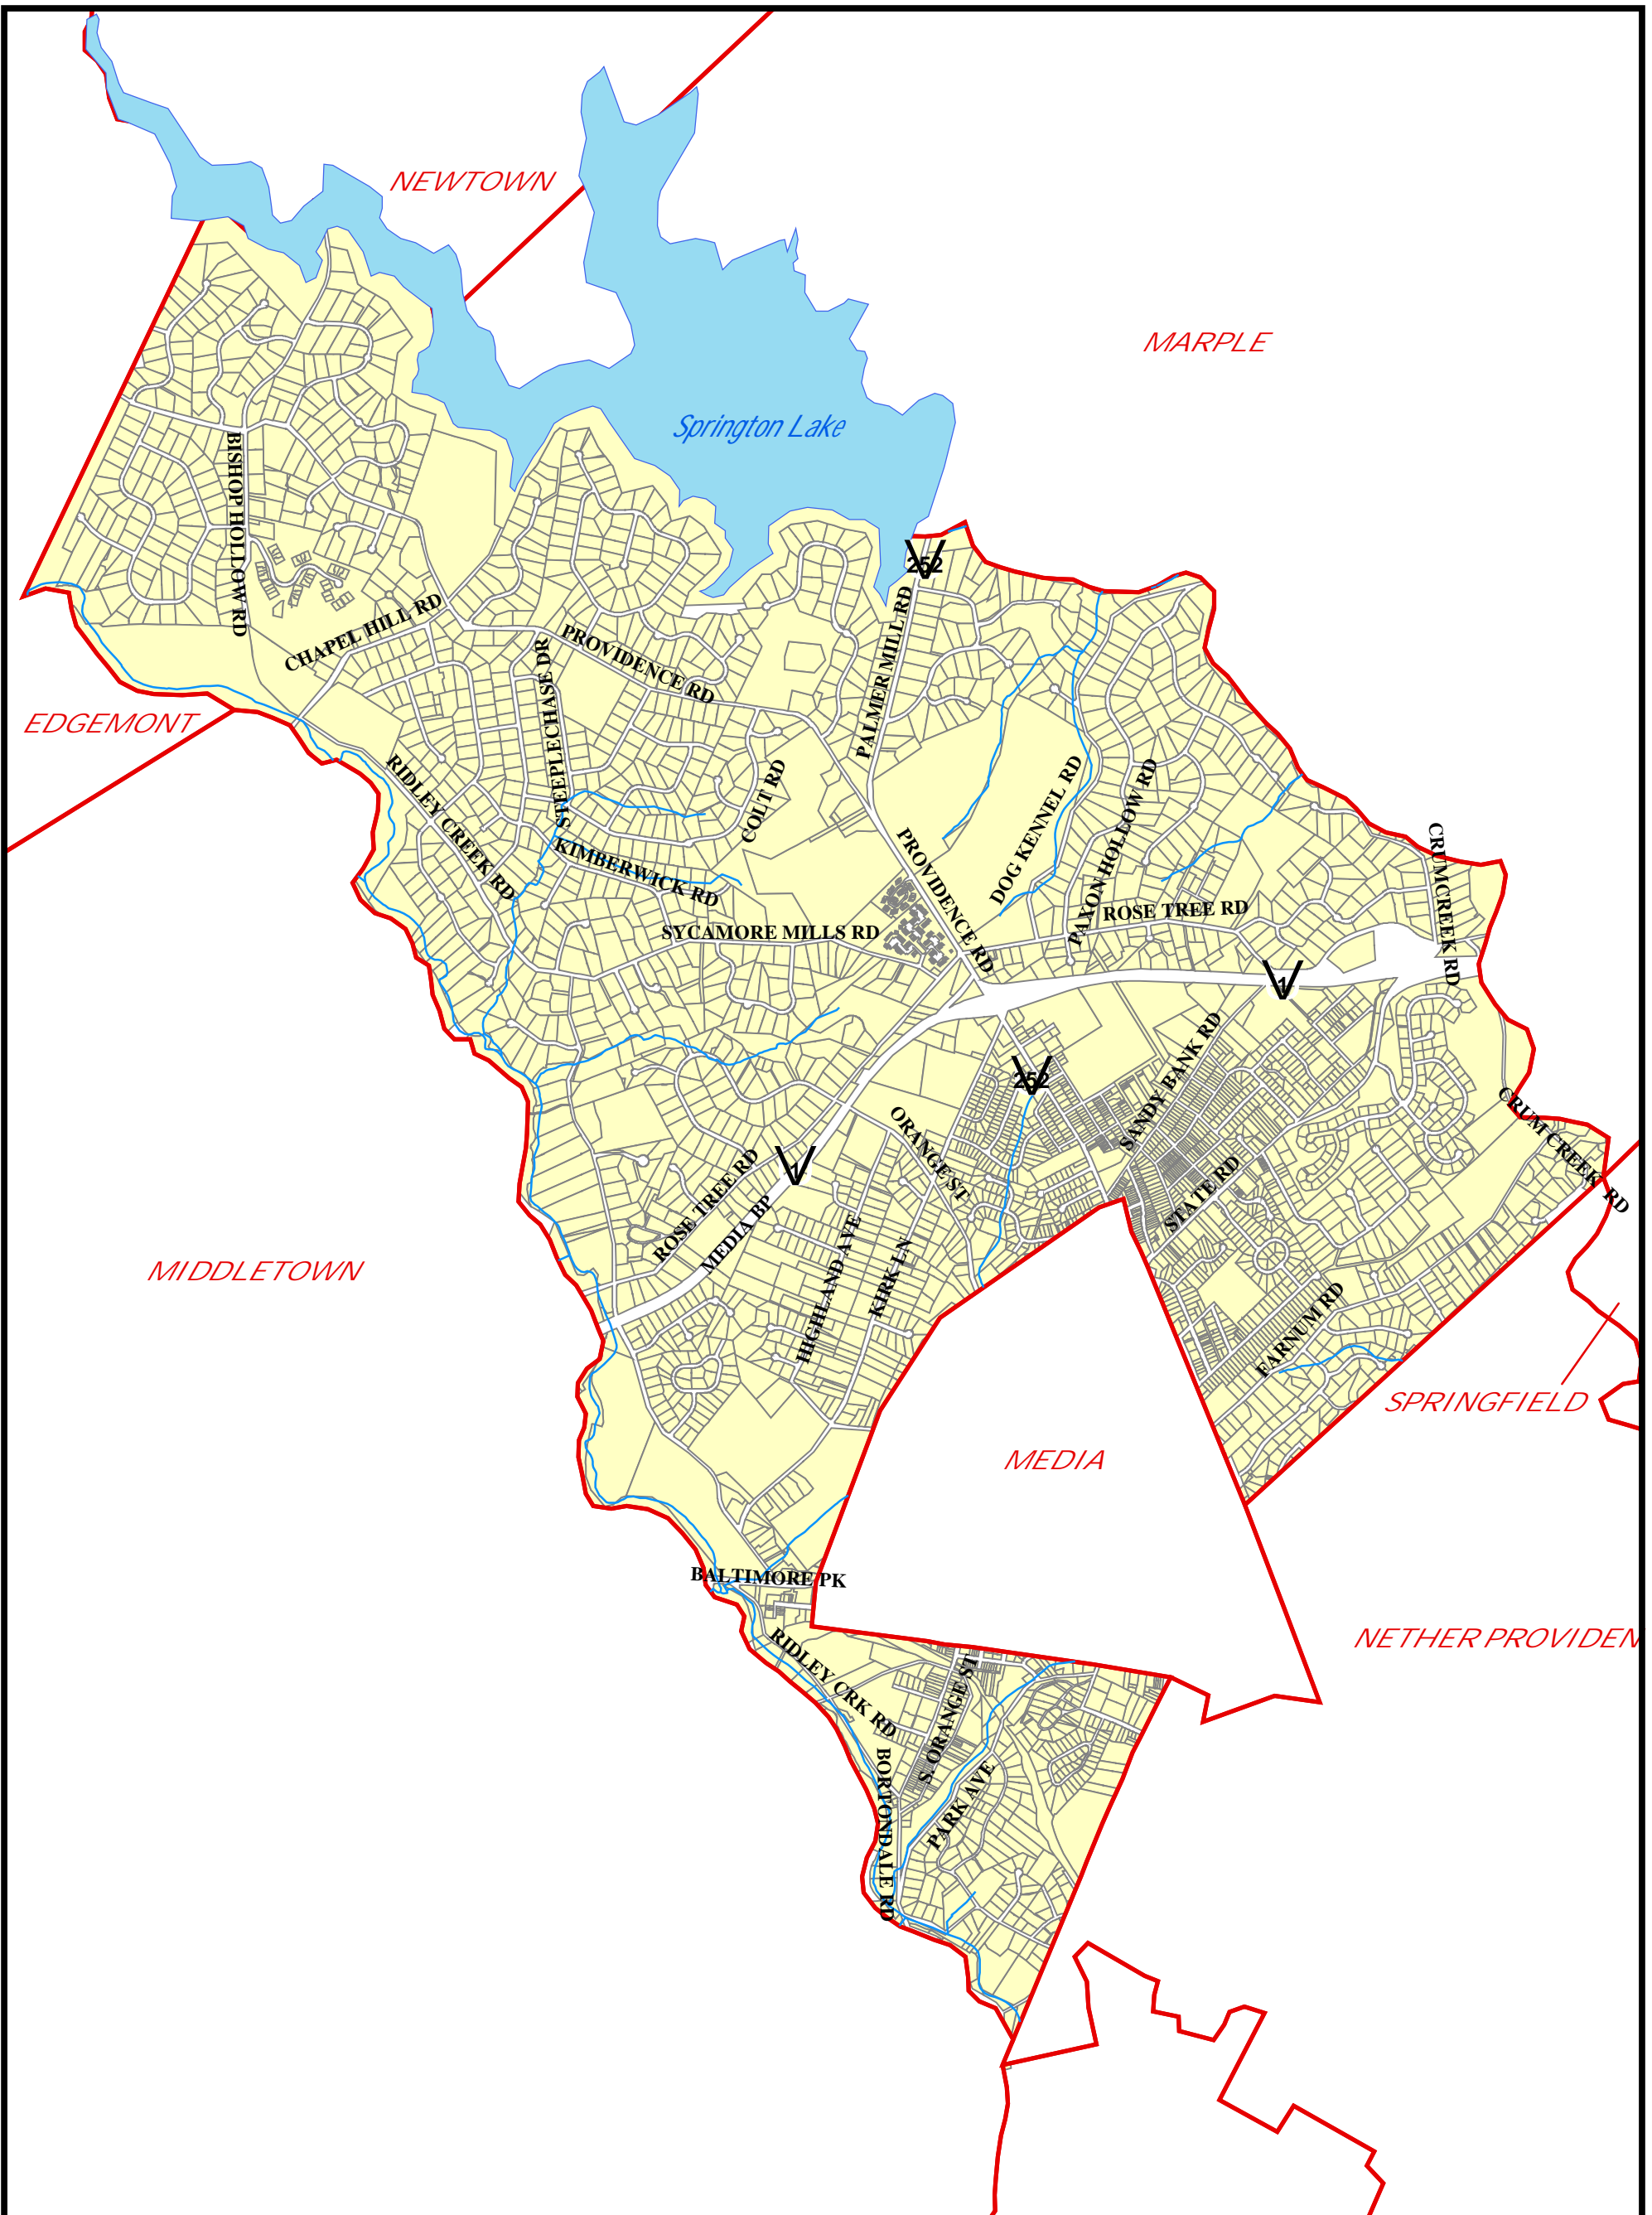 NEWTOWN
MARPLE
Springton Lake
BISHOP HOLLOW RD
252
CHAPEL HILL RD
PROVIDENCE RD
STEEPLECHASE DR
PALMERMILL RD
EDGEMONT
RIDLEY CREEK RD
COLT RD
DOG KENNEL RD
PAXON HOLLOW RD
CRUMCREEK RD
KIMBERWICK RD
PROVIDENCE RD
ROSE TREE RD
SYCAMORE MILLS RD
1
SANDY BANK RD
252
ORANGE ST
CRUM CREEK RD
1
ROSE TREE RD
MEDIA BP
STATE RD
HIGHLAND AVE
KIRK LN
MIDDLETOWN
FARNUM RD
SPRINGFIELD
MEDIA
BALTIMORE PK
NETHER PROVIDEN
RIDLEY CRK RD
S. ORANGE ST
BORTONDALE RD
PARK AVE